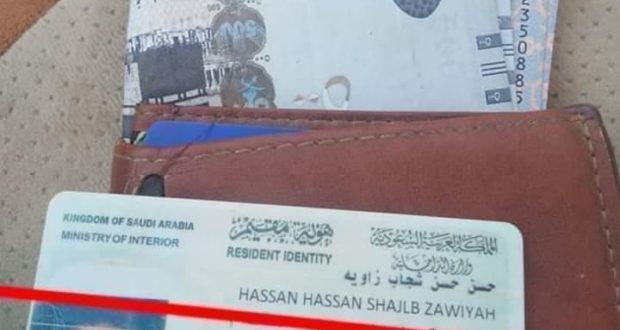 235088
KINGDOM OF SAUDI ARABIA
MINISTRY OF INTERIOR
هوية مقيم
RESIDENT IDENTITY
المملكة العربية السعودية
وزارة الداخلية
حسن حسن شجاب زاويه
HASSAN HASSAN SHAJLB ZAWIYAH